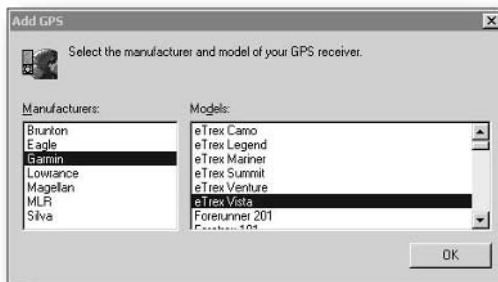 Add GPS
Select the manufacturer and model of your GPS receiver.
Manufacturers:
Brunton
Eagle
Garmin
Lowrance
Magellan
MLR
Silva
Models:
eTrex Camo
eTrex Legend
eTrex Mariner
eTrex Summit
eTrex Venture
eTrex Vista
Forerunner 201
OK